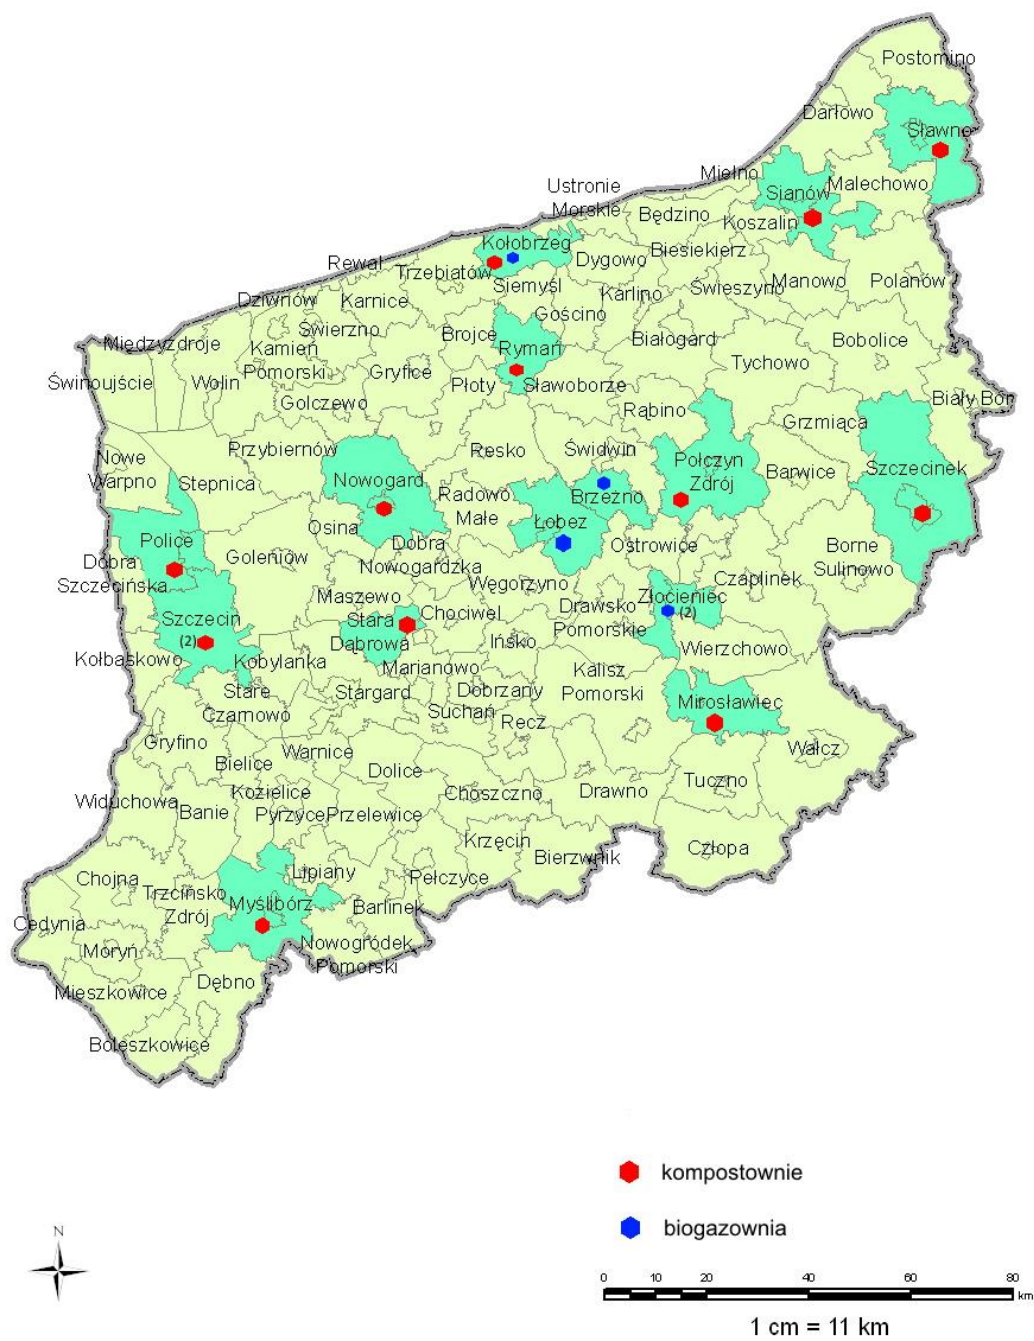 Postomino
Darłowo
Sławno
Mielno
Sianów
Malechowo
Ustronie
Morskie
Będzino
Koszalin
Kołobrzeg
Biesiekierz
Dygowo
Rewal
Trzebiatów
Siemyśl
Karlino
Świeszyno
Manowo
Polanów
Dziwnów
Karnice
Gościno
Świerzno
Brojce
Rymań
Białogard
Bobolice
Międzyzdroje
Kamień
Pomorski
Gryfice
Tychowo
Świnoujście
Wolin
Płoty
Sławoborze
Biały Bór
Golczewo
Rąbino
Grzmiąca
Przybiernów
Resko
Świdwin
Nowe
Warpno
Stepnica
Nowogard
Połczyn
Zdrój
Barwice
Szczecinek
Radowo
Małe
Brzeżno
Osina
Łobez
Police
Dobra
Nowogardzka
Ostrowice
Borne
Sulinowo
Dobra
Szczecińska
Goleniów
Węgorzyno
Czaplinek
Maszewo
Złocieniec
(2)
Chociwel
Drawsko
Pomorskie
Szczecin
(2)
Stara
Dąbrowa
Ińsko
Wierzchowo
Kołbaskowo
Kobylanka
Marianowo
Kalisz
Pomorski
Stare
Czarnowo
Stargard
Dobrzany
Suchań
Recz
Mirosławiec
Gryfino
Warnice
Wałcz
Bielice
Dolice
Tuczno
Kozielice
Choszczno
Drawno
Widuchowa
Banie
Pyrzyce
Przelewice
Krzęcin
Bierzwnik
Człopa
Chojna
Lipiany
Pełczyce
Trzcińsko
Zdrój
Myślibórz
Barlinek
Cedynia
Moryń
Nowogródek
Pomorski
Mieszkowice
Dębno
Boleszkowice
kompostownie
biogazownia
N
0 10 20 40 60 80
km
1 cm = 11 km